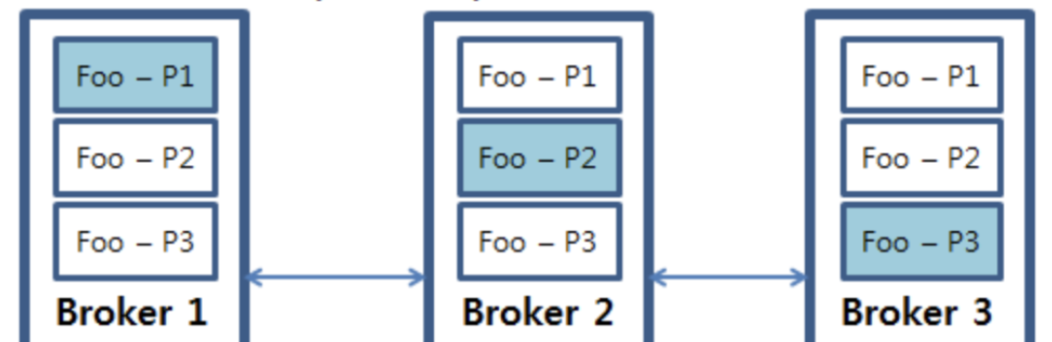 Foo – P1
Foo – P2
Foo – P3
Broker 1
Foo – P1
Foo – P2
Foo – P3
Broker 2
Foo – P1
Foo – P2
Foo – P3
Broker 3